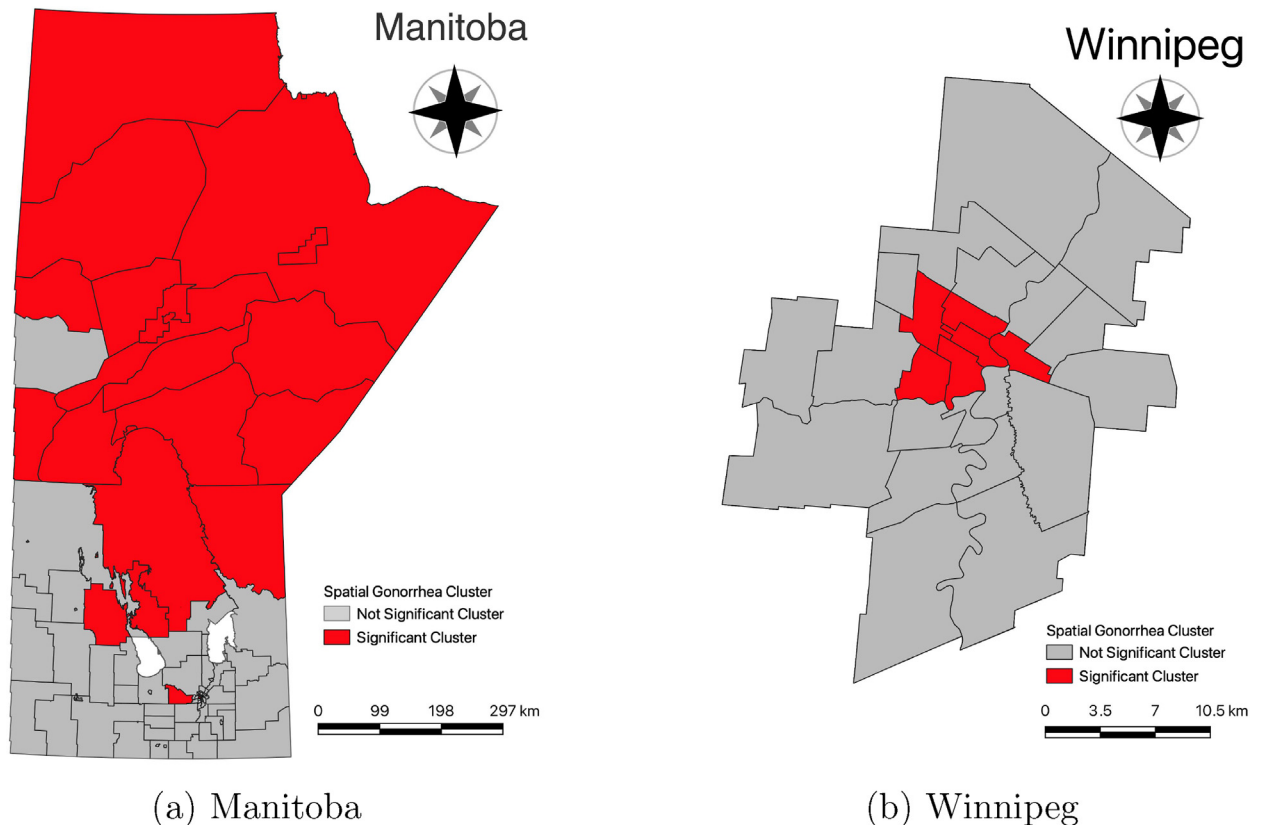 Manitoba
Spatial Gonorrhea Cluster
Not Significant Cluster
Significant Cluster
0 99 198 297 km
(a) Manitoba
Winnipeg
Spatial Gonorrhea Cluster
Not Significant Cluster
Significant Cluster
0 3.5 7 10.5 km
(b) Winnipeg